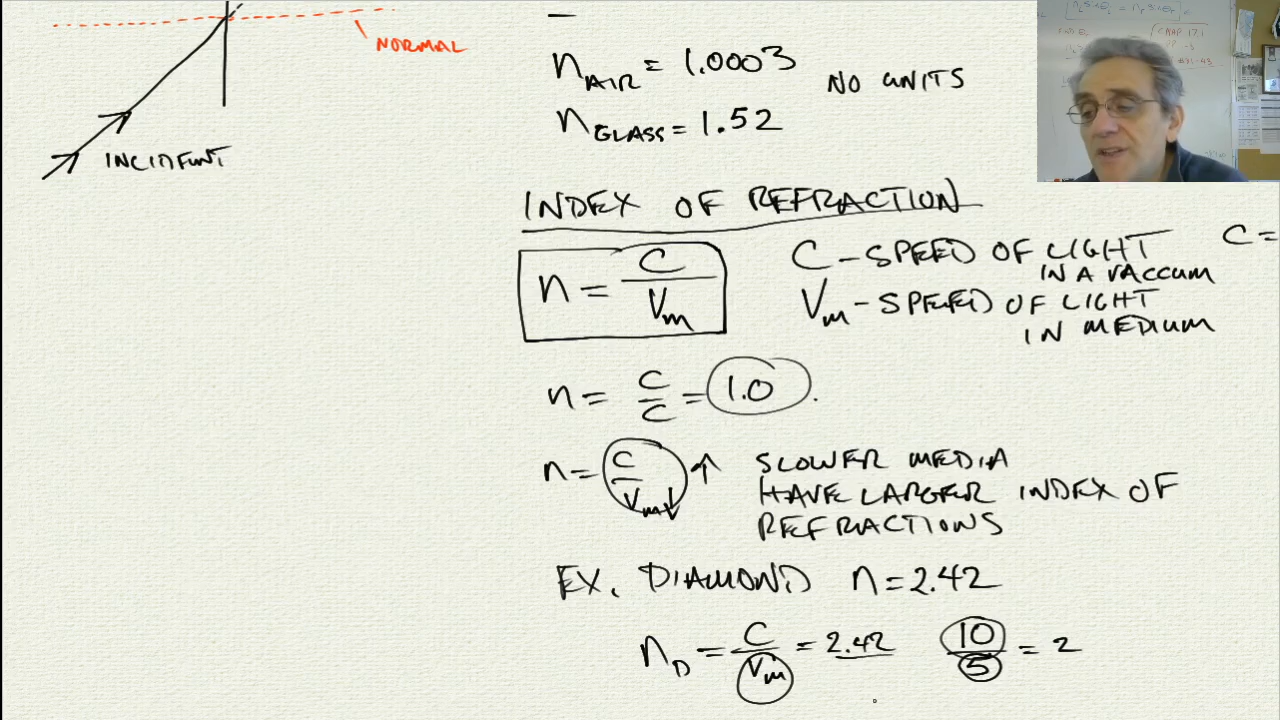 NORMAL
INCIDENT
n AIR = 1.0003 NO UNITS
n GLASS = 1.52
INDEX OF REFRACTION
n = C / Vm
C - SPEED OF LIGHT IN A VACCUM
C =
Vm - SPEED OF LIGHT IN MEDIUM
n = C / C = 1.0
n = C / Vm ↓ ↑
SLOWER MEDIA
HAVE LARGER INDEX OF
REFRACTIONS
EX. DIAMOND n = 2.42
nD = C / Vm = 2.42
10 / 5 = 2